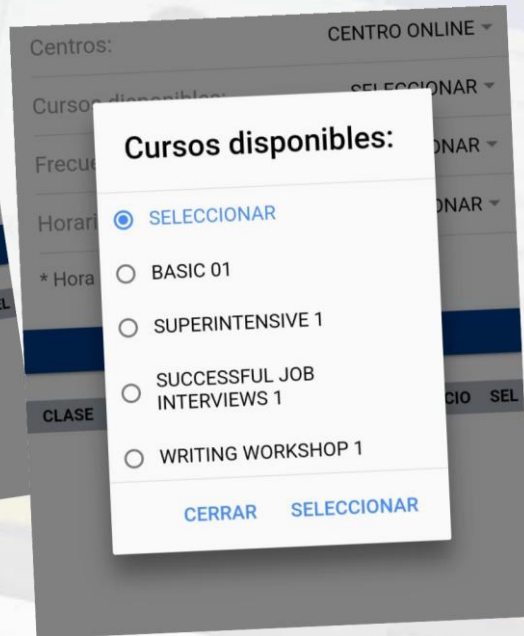 Centros: CENTRO ONLINE
Cursos disponibles: SELECCIONAR
Cursos disponibles:
SELECCIONAR
BASIC 01
SUPERINTENSIVE 1
SUCCESSFUL JOB
INTERVIEWS 1
WRITING WORKSHOP 1
CERRAR SELECCIONAR
* Hora
CLASE SEL